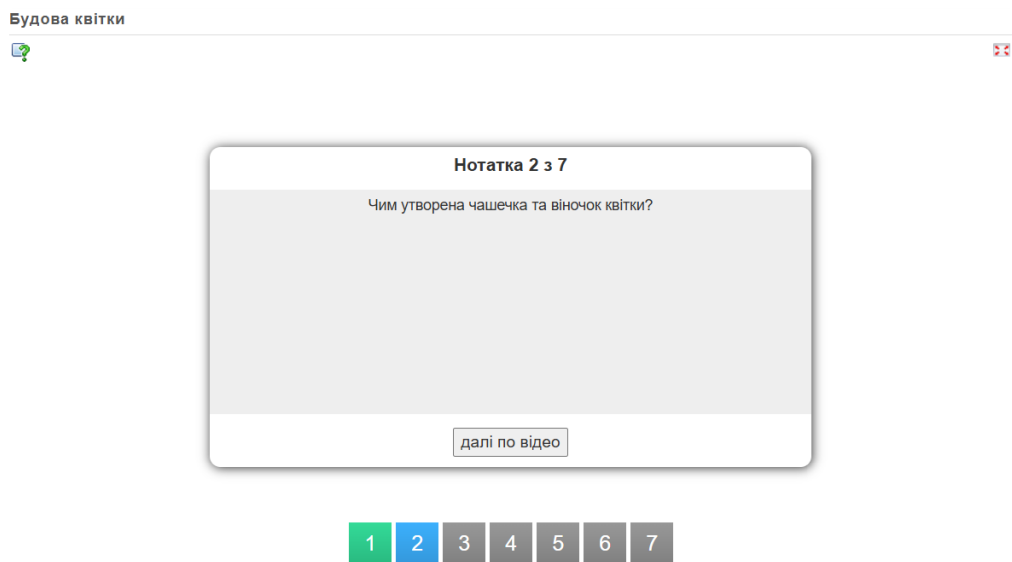 Будова квітки
Нотатка 2 з 7
Чим утворена чашечка та віночок квітки?
далі по відео
1 2 3 4 5 6 7